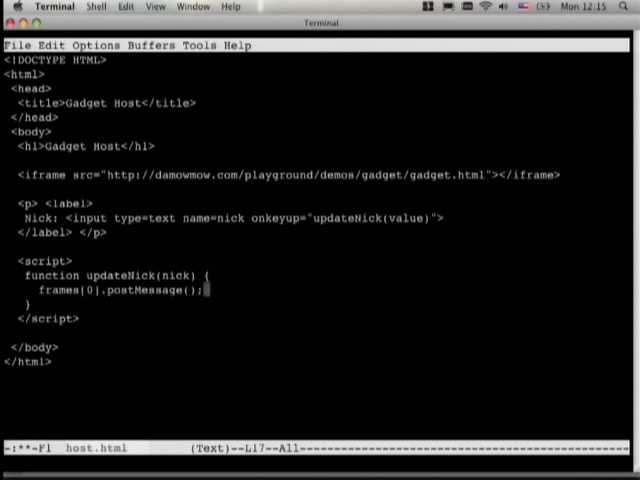 Terminal Shell Edit View Window Help Mon 12:15
Terminal
File Edit Options Buffers Tools Help
<!DOCTYPE HTML>
<html>
<head>
<title>Gadget Host</title>
</head>
<body>
<h1>Gadget Host</h1>
<iframe src="http://damowmow.com/playground/demos/gadget/gadget.html"></iframe>
<p> <label>
Nick: <input type=text name=nick onkeyup="updateNick(value)">
</label> </p>
<script>
function updateNick(nick) {
frames[0].postMessage();
}
</script>
</body>
</html>
-:**-F1 host.html (Text)--L17--All----------------------------------------------